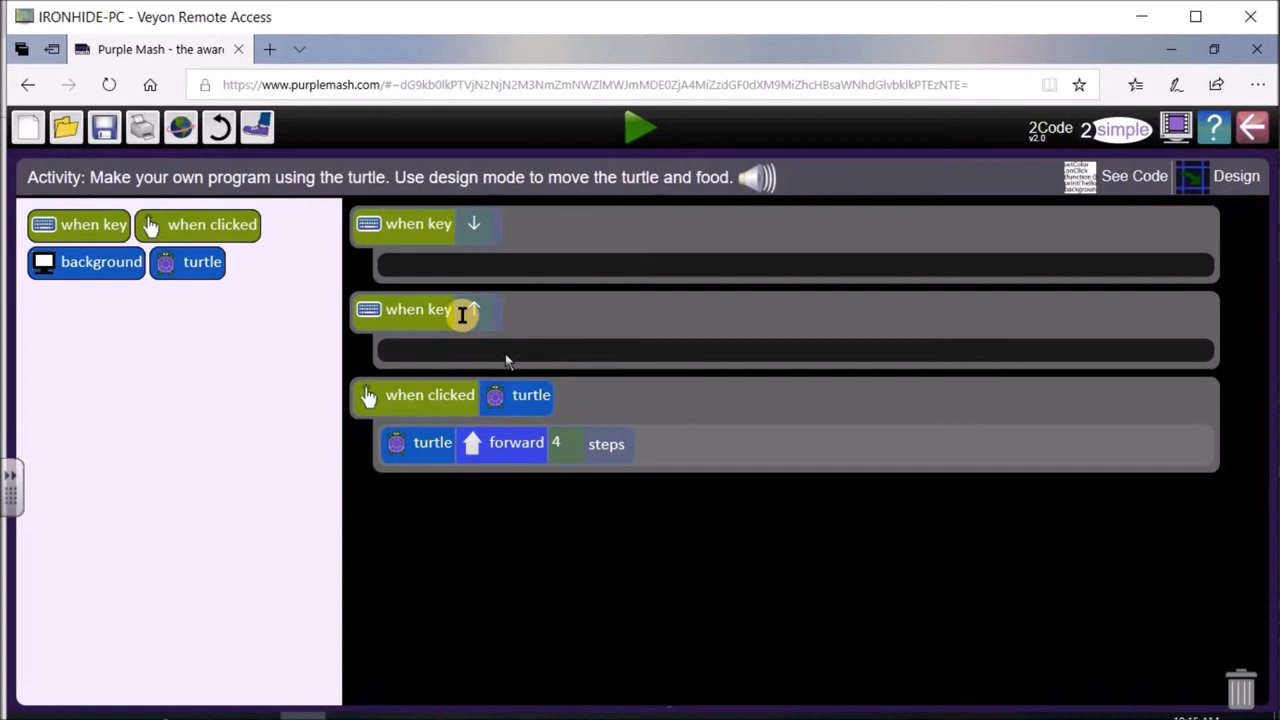 IRONHIDE-PC - Veyon Remote Access
Purple Mash - the awar
https://www.purplemash.com/#~dG9kb0lkPTVjN2NjN2M3NmZmNWZlMWJmMDE0ZjA4MiZzdGF0dXM9MiZhcHBsaWNhdGlvbklkPTEzNTE=
2Code
v2.0
2simple
Activity: Make your own program using the turtle. Use design mode to move the turtle and food.
setColor
onClick
See Code
Design
when key
when clicked
background
turtle
when key ↓
when key ↑
when clicked turtle
turtle forward 4 steps